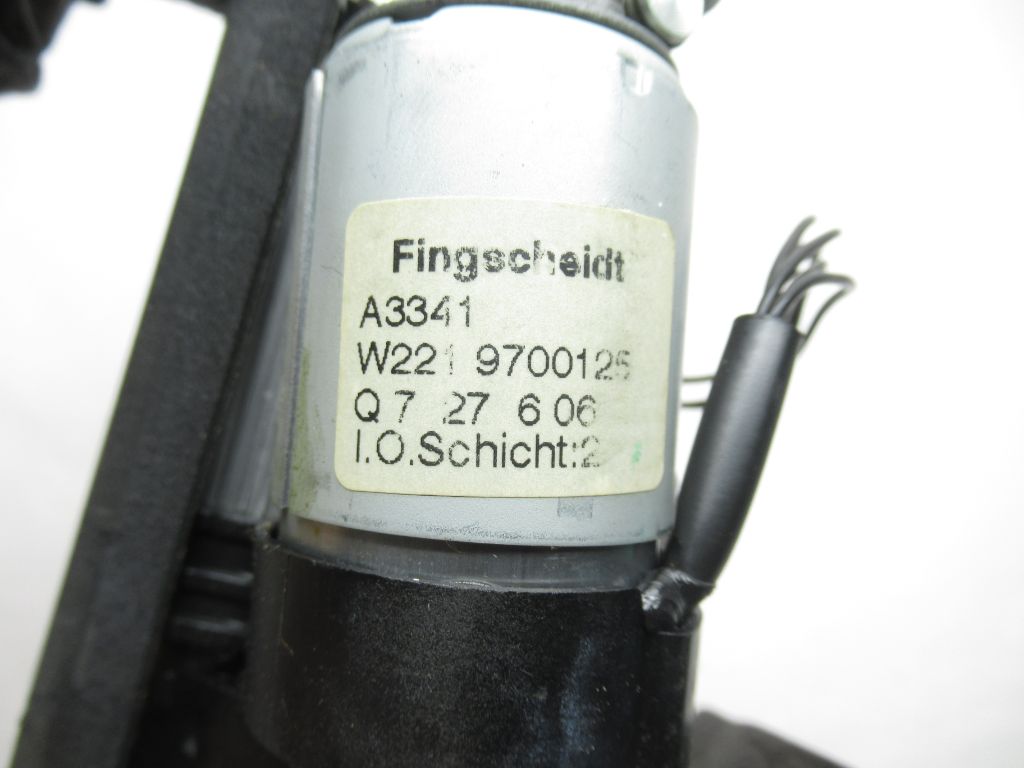 Fingscheidt
A3341
W221 9700125
Q 7 27 6 06
I.O.Schicht:2